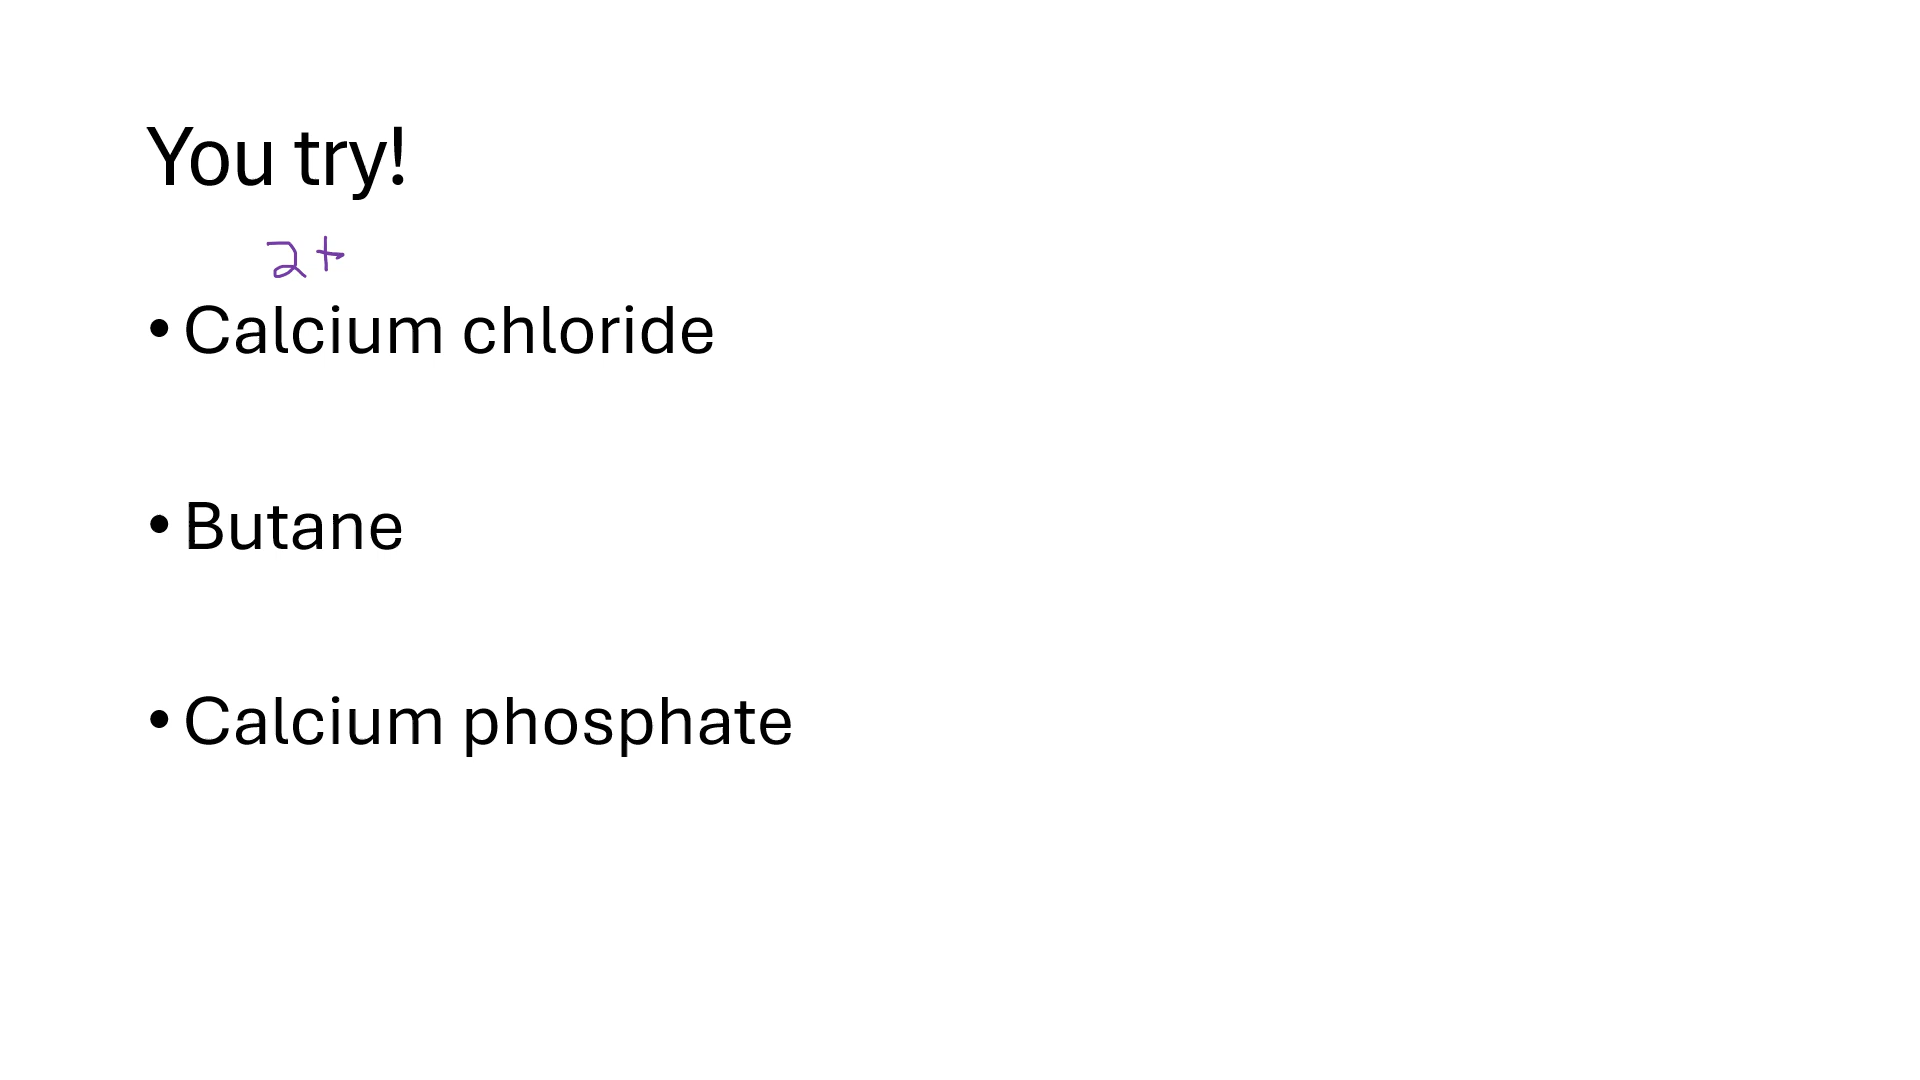 You try!
2+
• Calcium chloride
• Butane
• Calcium phosphate